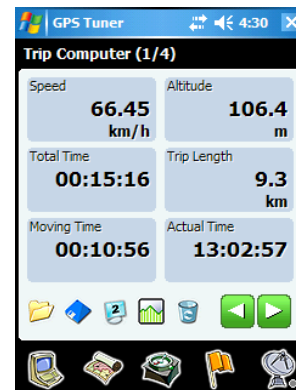 GPS Tuner 4:30
Trip Computer (1/4)
Speed Altitude
66.45 106.4
km/h m
Total Time Trip Length
00:15:16 9.3
km
Moving Time Actual Time
00:10:56 13:02:57
2